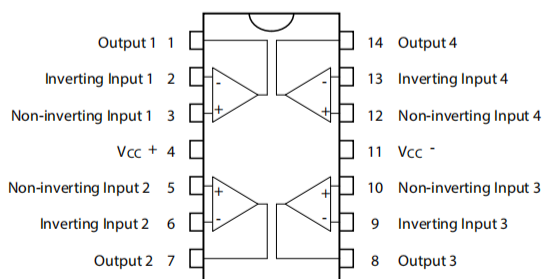 Output 1 1
14 Output 4
Inverting Input 1 2
13 Inverting Input 4
Non-inverting Input 1 3
12 Non-inverting Input 4
VCC + 4
11 VCC -
Non-inverting Input 2 5
10 Non-inverting Input 3
Inverting Input 2 6
9 Inverting Input 3
Output 2 7
8 Output 3
- +
- +
+ -
+ -